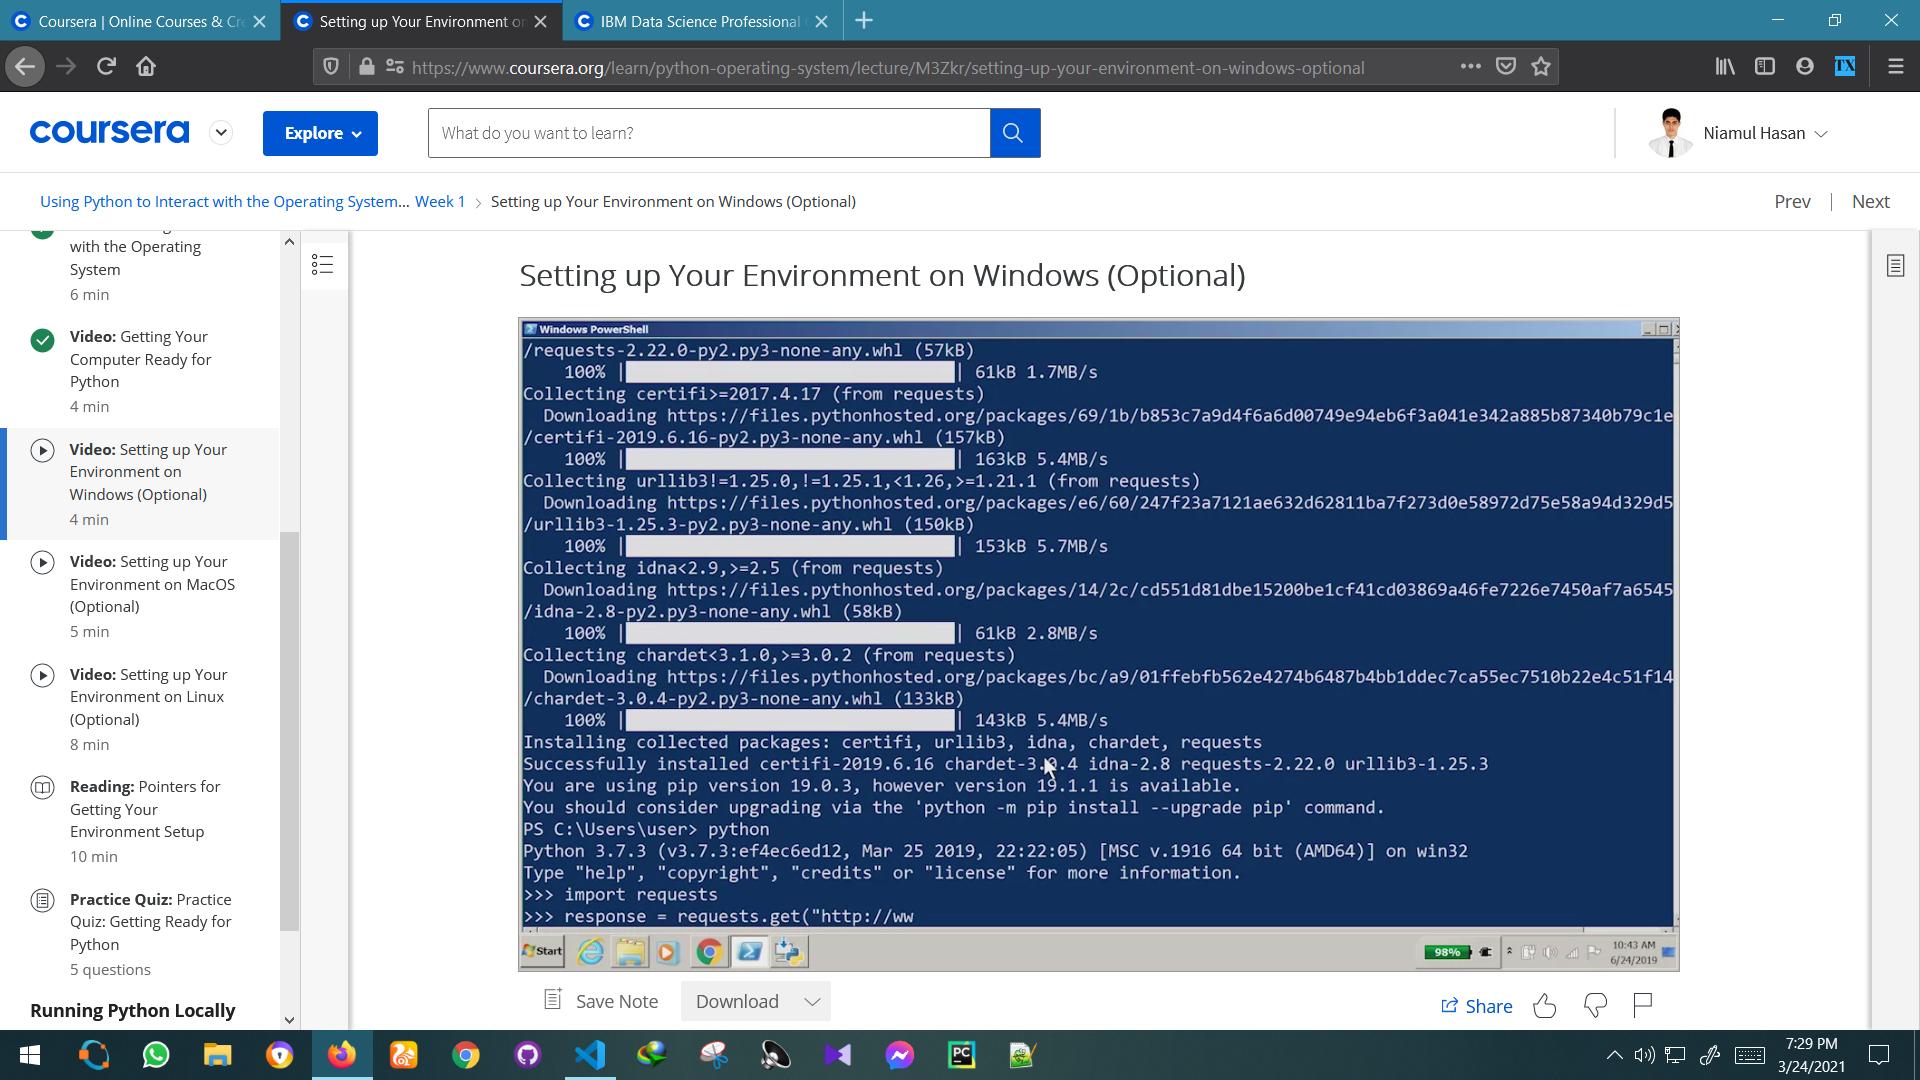 Coursera | Online Courses & Cre
Setting up Your Environment on
IBM Data Science Professional
https://www.coursera.org/learn/python-operating-system/lecture/M3Zkr/setting-up-your-environment-on-windows-optional
coursera
Explore
What do you want to learn?
Niamul Hasan
Using Python to Interact with the Operating System... Week 1 > Setting up Your Environment on Windows (Optional)
Prev | Next
with the Operating
System
6 min
Video: Getting Your
Computer Ready for
Python
4 min
Video: Setting up Your
Environment on
Windows (Optional)
4 min
Video: Setting up Your
Environment on MacOS
(Optional)
5 min
Video: Setting up Your
Environment on Linux
(Optional)
8 min
Reading: Pointers for
Getting Your
Environment Setup
10 min
Practice Quiz: Practice
Quiz: Getting Ready for
Python
5 questions
Running Python Locally
Setting up Your Environment on Windows (Optional)
Windows PowerShell
/requests-2.22.0-py2.py3-none-any.whl (57kB)
100% | | 61kB 1.7MB/s
Collecting certifi>=2017.4.17 (from requests)
Downloading https://files.pythonhosted.org/packages/69/1b/b853c7a9d4f6a6d00749e94eb6f3a041e342a885b87340b79c1e
/certifi-2019.6.16-py2.py3-none-any.whl (157kB)
100% | | 163kB 5.4MB/s
Collecting urllib3!=1.25.0,!=1.25.1,<1.26,>=1.21.1 (from requests)
Downloading https://files.pythonhosted.org/packages/e6/60/247f23a7121ae632d62811ba7f273d0e58972d75e58a94d329d5
/urllib3-1.25.3-py2.py3-none-any.whl (150kB)
100% | | 153kB 5.7MB/s
Collecting idna<2.9,>=2.5 (from requests)
Downloading https://files.pythonhosted.org/packages/14/2c/cd551d81dbe15200be1cf41cd03869a46fe7226e7450af7a6545
/idna-2.8-py2.py3-none-any.whl (58kB)
100% | | 61kB 2.8MB/s
Collecting chardet<3.1.0,>=3.0.2 (from requests)
Downloading https://files.pythonhosted.org/packages/bc/a9/01ffebfb562e4274b6487b4bb1ddec7ca55ec7510b22e4c51f14
/chardet-3.0.4-py2.py3-none-any.whl (133kB)
100% | | 143kB 5.4MB/s
Installing collected packages: certifi, urllib3, idna, chardet, requests
Successfully installed certifi-2019.6.16 chardet-3.0.4 idna-2.8 requests-2.22.0 urllib3-1.25.3
You are using pip version 19.0.3, however version 19.1.1 is available.
You should consider upgrading via the 'python -m pip install --upgrade pip' command.
PS C:\Users\user> python
Python 3.7.3 (v3.7.3:ef4ec6ed12, Mar 25 2019, 22:22:05) [MSC v.1916 64 bit (AMD64)] on win32
Type "help", "copyright", "credits" or "license" for more information.
>>> import requests
>>> response = requests.get("http://ww
Start
98%
10:43 AM
6/24/2019
Save Note
Download
Share
7:29 PM
3/24/2021